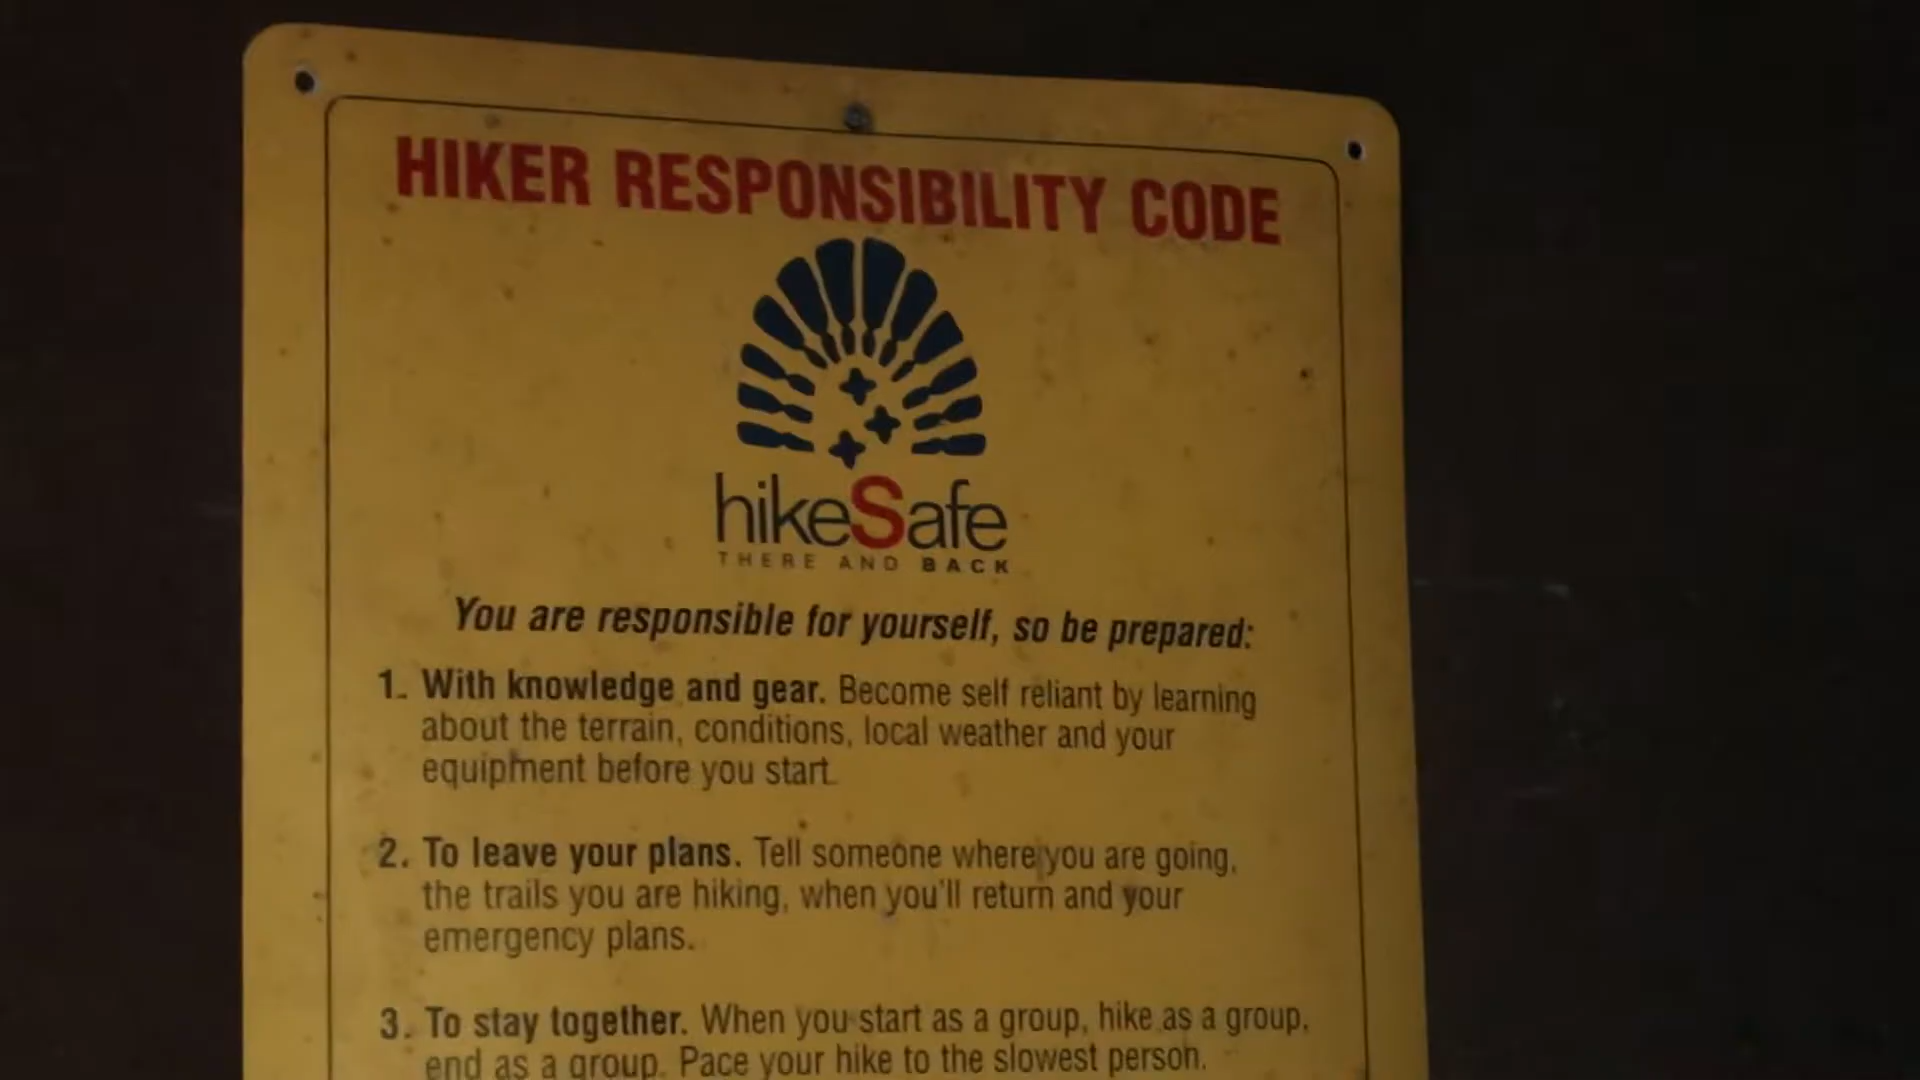 HIKER RESPONSIBILITY CODE
hikeSafe
THERE AND BACK
You are responsible for yourself, so be prepared:
1. With knowledge and gear. Become self reliant by learning
about the terrain, conditions, local weather and your
equipment before you start.
2. To leave your plans. Tell someone where you are going,
the trails you are hiking, when you'll return and your
emergency plans.
3. To stay together. When you start as a group, hike as a group,
end as a group. Pace your hike to the slowest person.